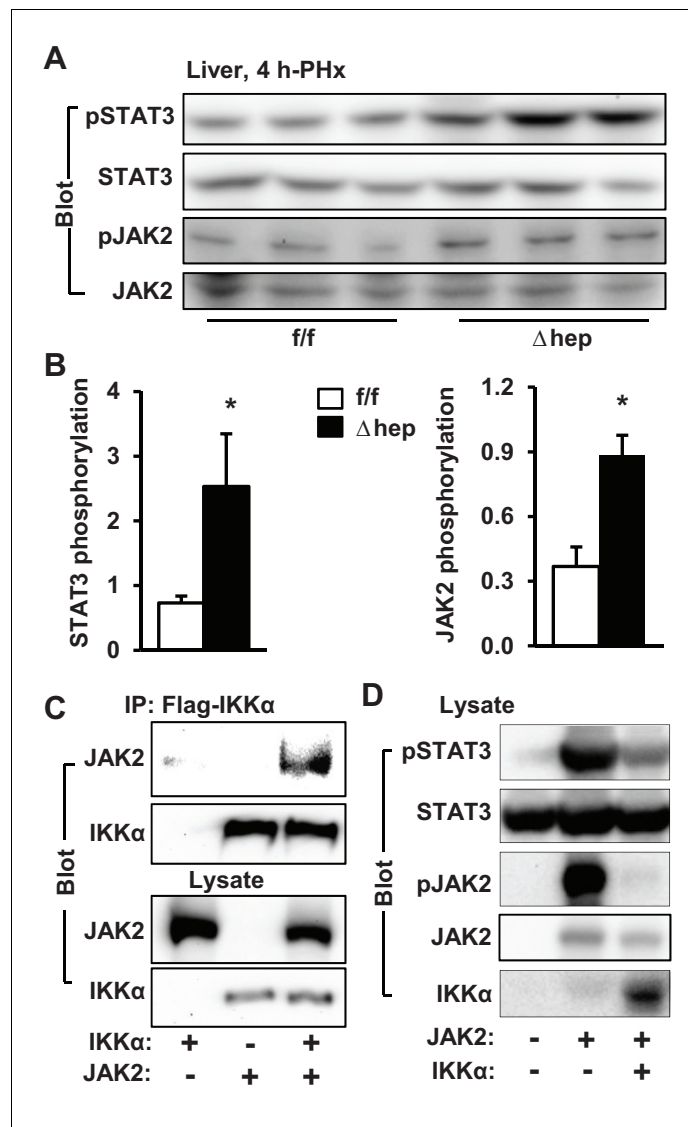 A
Liver, 4 h-PHx
Blot
pSTAT3
STAT3
pJAK2
JAK2
f/f
Δhep
B
STAT3 phosphorylation
4
3
2
1
0
*
f/f
Δhep
JAK2 phosphorylation
1.2
0.9
0.6
0.3
0.0
*
C
IP: Flag-IKKα
Blot
JAK2
IKKα
Lysate
JAK2
IKKα
IKKα: + - +
JAK2: - + +
D
Lysate
Blot
pSTAT3
STAT3
pJAK2
JAK2
IKKα
JAK2: - + +
IKKα: - - +